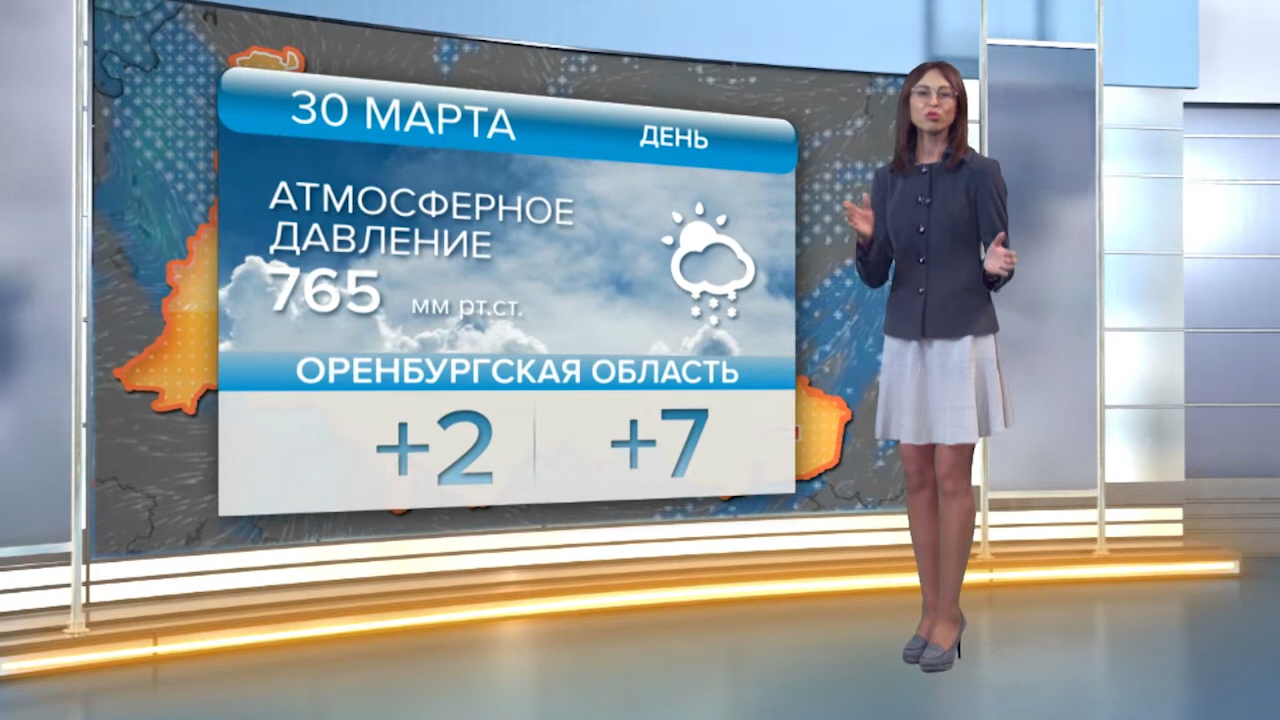 30 МАРТА
ДЕНЬ
АТМОСФЕРНОЕ
ДАВЛЕНИЕ
765 мм рт.ст.
ОРЕНБУРГСКАЯ ОБЛАСТЬ
+2 +7